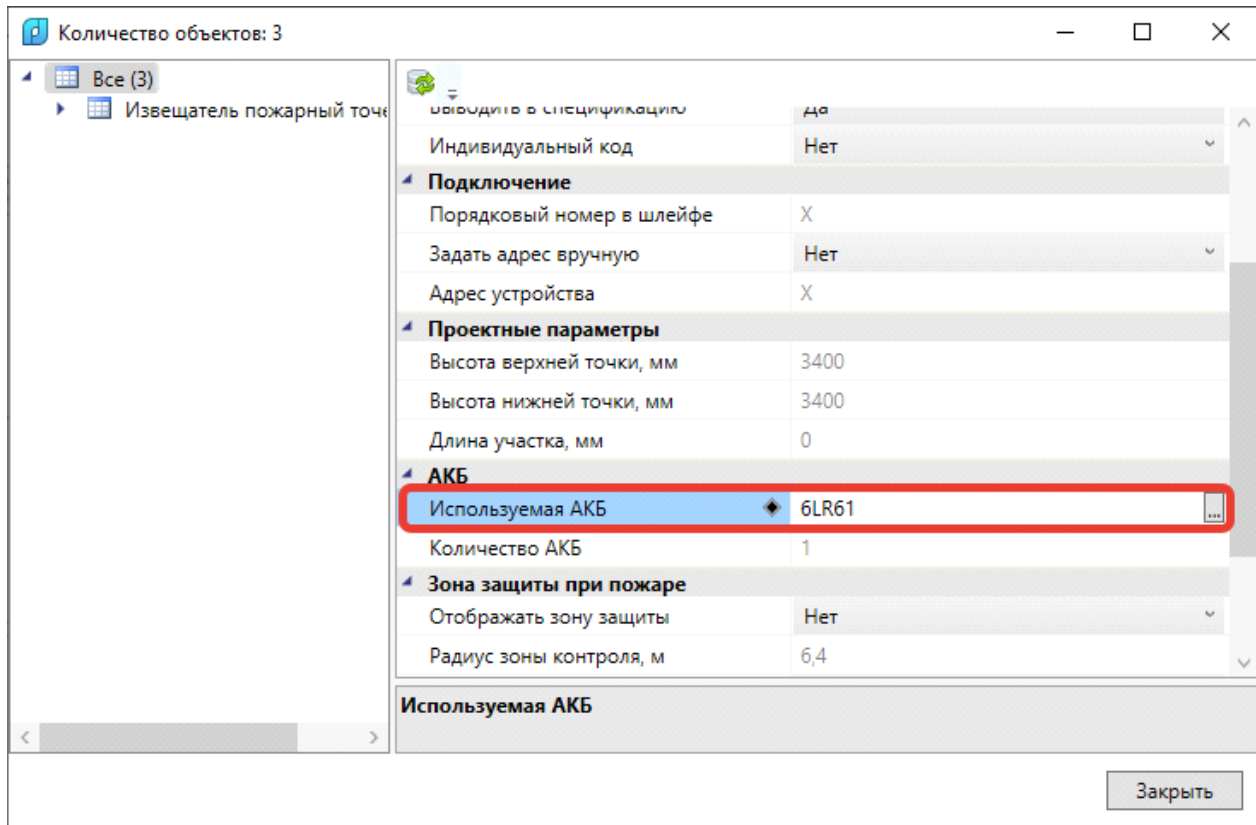 Количество объектов: 3
Все (3)
Извещатель пожарный точе
Выводить в спецификацию Да
Индивидуальный код Нет
Подключение
Порядковый номер в шлейфе X
Задать адрес вручную Нет
Адрес устройства X
Проектные параметры
Высота верхней точки, мм 3400
Высота нижней точки, мм 3400
Длина участка, мм 0
АКБ
Используемая АКБ 6LR61 ...
Количество АКБ 1
Зона защиты при пожаре
Отображать зону защиты Нет
Радиус зоны контроля, м 6,4
Используемая АКБ
Закрыть